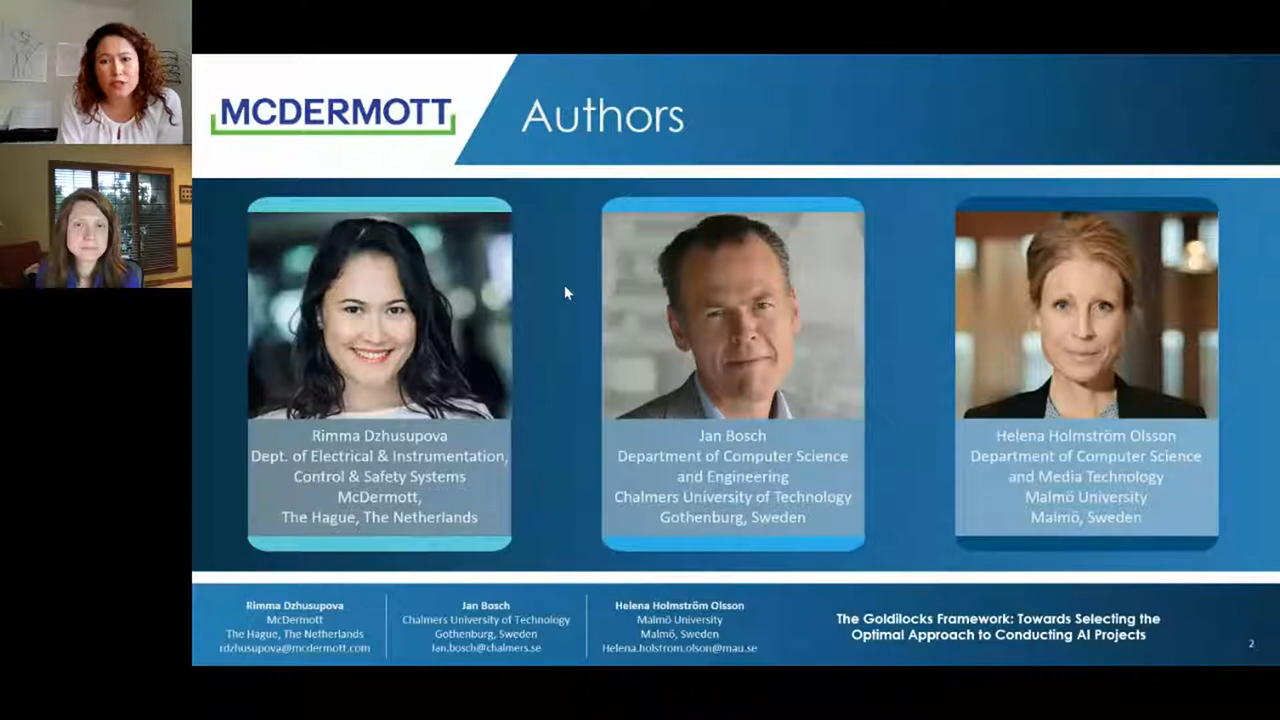 MCDERMOTT
Authors
Rimma Dzhusupova
Dept. of Electrical & Instrumentation,
Control & Safety Systems
McDermott,
The Hague, The Netherlands
Jan Bosch
Department of Computer Science
and Engineering
Chalmers University of Technology
Gothenburg, Sweden
Helena Holmström Olsson
Department of Computer Science
and Media Technology
Malmö University
Malmö, Sweden
Rimma Dzhusupova
McDermott
The Hague, The Netherlands
rdzhusupova@mcdermott.com
Jan Bosch
Chalmers University of Technology
Gothenburg, Sweden
Jan.bosch@chalmers.se
Helena Holmström Olsson
Malmö University
Malmö, Sweden
Helena.holstrom.olson@mau.se
The Goldilocks Framework: Towards Selecting the
Optimal Approach to Conducting AI Projects
2